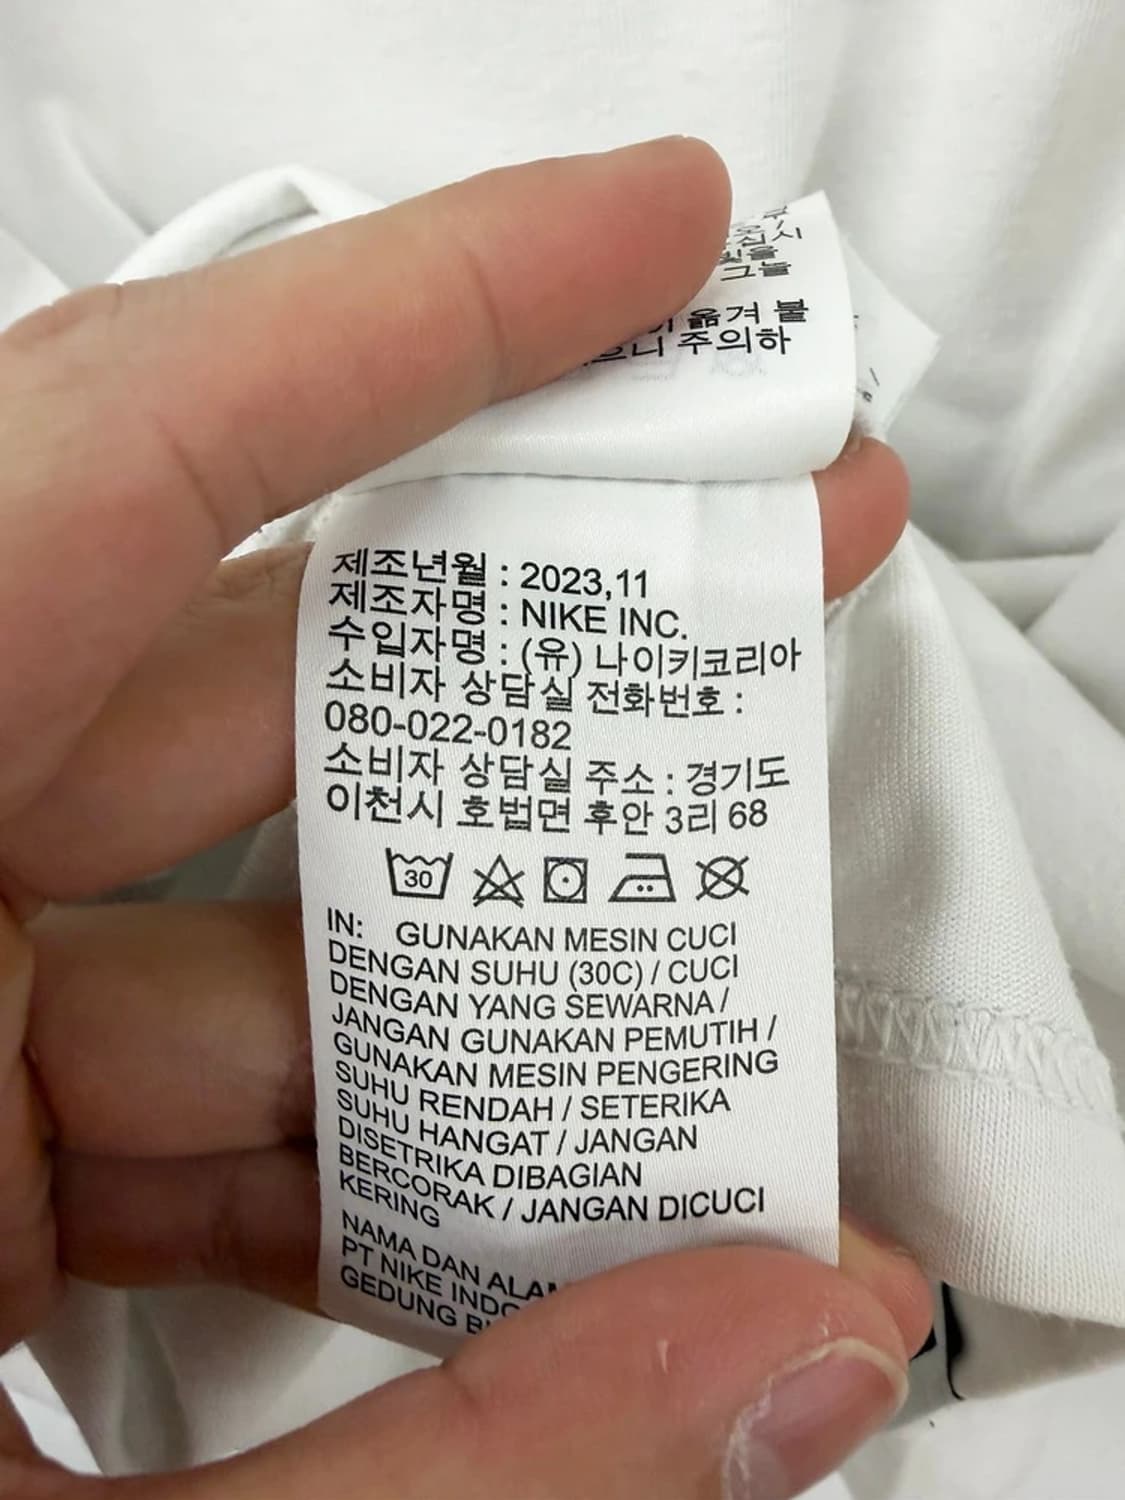 그늘
옮겨 불
주의하
제조년월 : 2023,11
제조자명 : NIKE INC.
수입자명 : (유) 나이키코리아
소비자 상담실 전화번호 :
080-022-0182
소비자 상담실 주소 : 경기도
이천시 호법면 후안 3리 68
30
IN: GUNAKAN MESIN CUCI
DENGAN SUHU (30C) / CUCI
DENGAN YANG SEWARNA /
JANGAN GUNAKAN PEMUTIH /
GUNAKAN MESIN PENGERING
SUHU RENDAH / SETERIKA
SUHU HANGAT / JANGAN
DISETRIKA DIBAGIAN
BERCORAK / JANGAN DICUCI
KERING
NAMA DAN
PT NIKE
GEDUNG